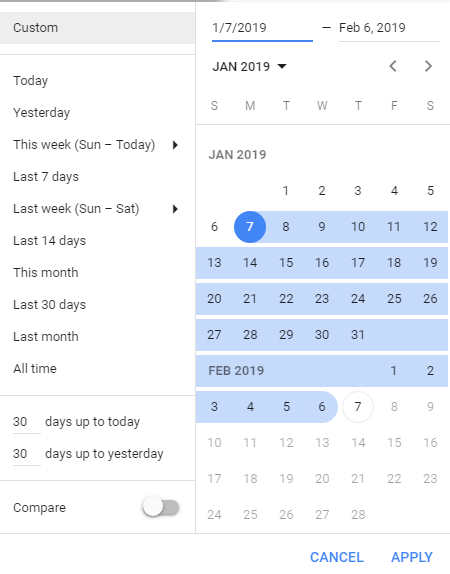 Custom
Today
Yesterday
This week (Sun – Today)
Last 7 days
Last week (Sun – Sat)
Last 14 days
This month
Last 30 days
Last month
All time
30 days up to today
30 days up to yesterday
Compare
1/7/2019 – Feb 6, 2019
JAN 2019
S M T W T F S
JAN 2019
1 2 3 4 5
6 7 8 9 10 11 12
13 14 15 16 17 18 19
20 21 22 23 24 25 26
27 28 29 30 31
FEB 2019 1 2
3 4 5 6 7 8 9
10 11 12 13 14 15 16
17 18 19 20 21 22 23
24 25 26 27 28
CANCEL APPLY